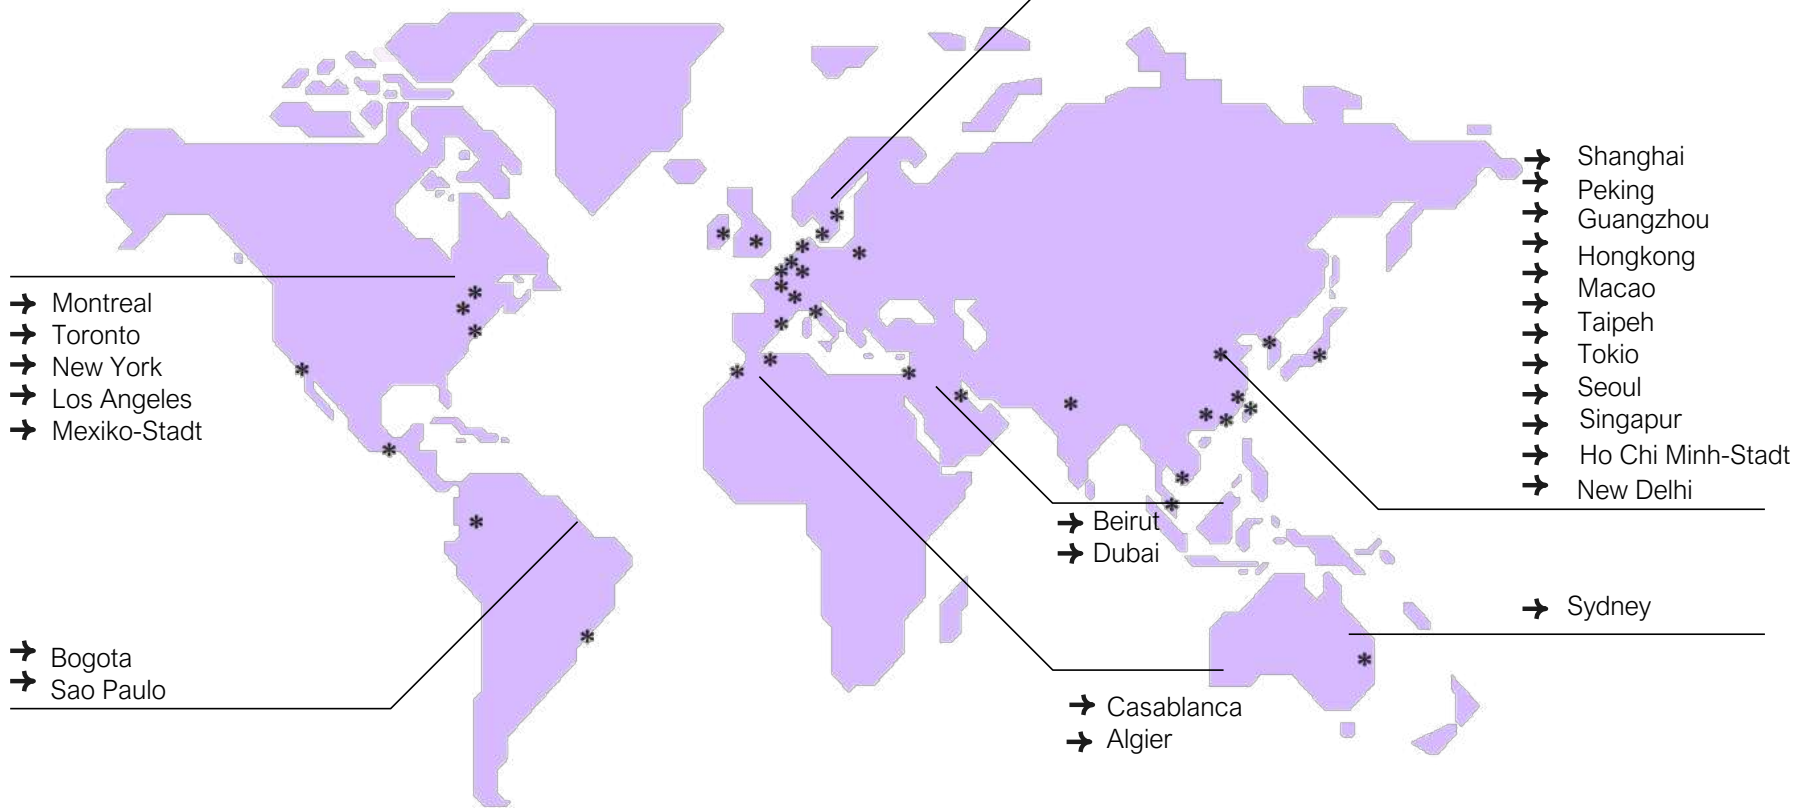 Montreal
Toronto
New York
Los Angeles
Mexiko-Stadt
Bogota
Sao Paulo
Beirut
Dubai
Casablanca
Algier
Shanghai
Peking
Guangzhou
Hongkong
Macao
Taipeh
Tokio
Seoul
Singapur
Ho Chi Minh-Stadt
New Delhi
Sydney